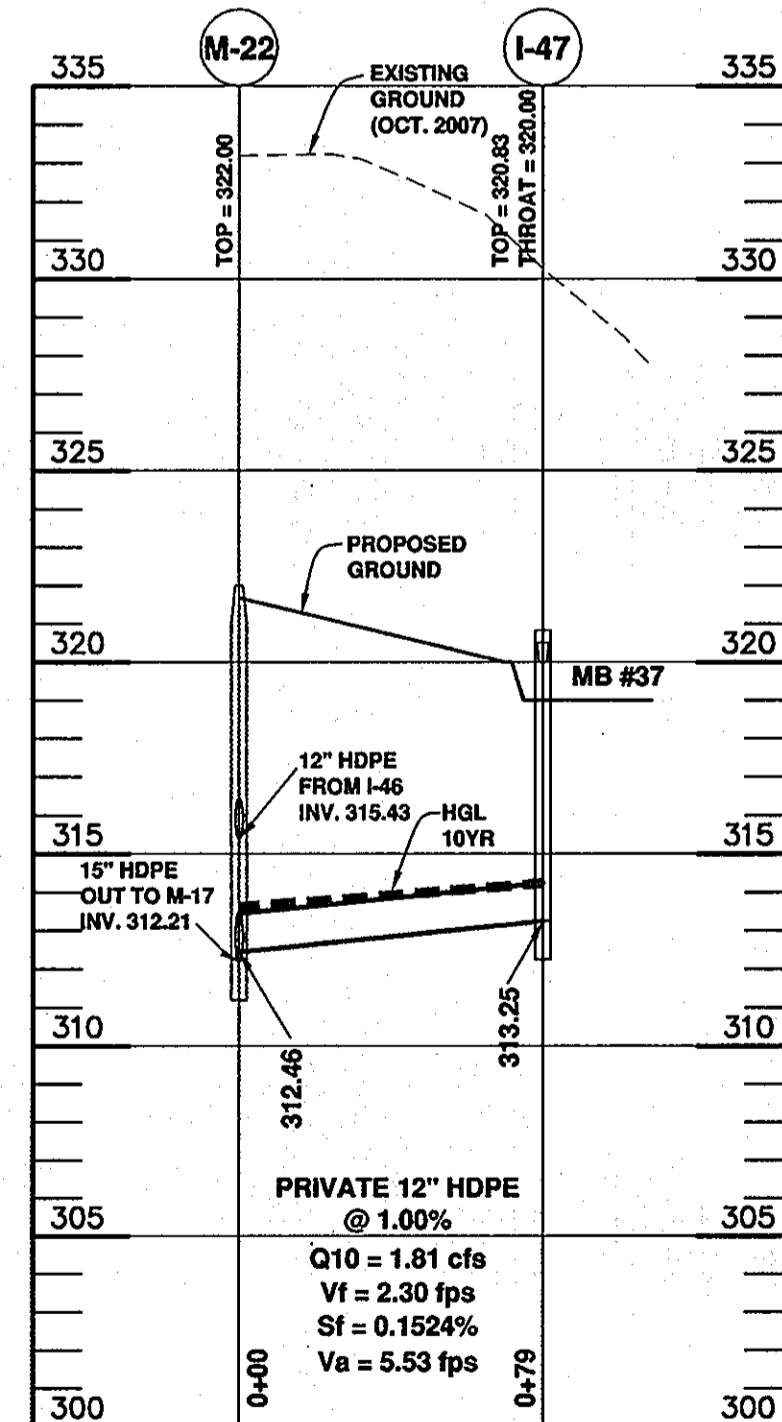 M-22
I-47
335
335
EXISTING
GROUND
(OCT. 2007)
TOP = 322.00
TOP = 320.83
THROAT = 320.00
330
330
325
325
PROPOSED
GROUND
320
320
MB #37
12" HDPE
FROM I-46
INV. 315.43
HGL
10YR
315
315
15" HDPE
OUT TO M-17
INV. 312.21
310
310
312.46
313.25
PRIVATE 12" HDPE
@ 1.00%
305
305
Q10 = 1.81 cfs
Vf = 2.30 fps
Sf = 0.1524%
Va = 5.53 fps
0+00
0+79
300
300